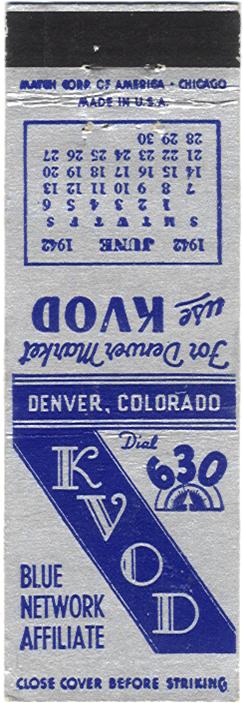 MATCH CORP. OF AMERICA · CHICAGO
MADE IN U.S.A.
For Denver Market
use KVOD
1942 JUNE 1942
S M T W T F S
1 2 3 4 5 6
7 8 9 10 11 12 13
14 15 16 17 18 19 20
21 22 23 24 25 26 27
28 29 30
DENVER, COLORADO
Dial
630
KVOD
BLUE
NETWORK
AFFILIATE
CLOSE COVER BEFORE STRIKING